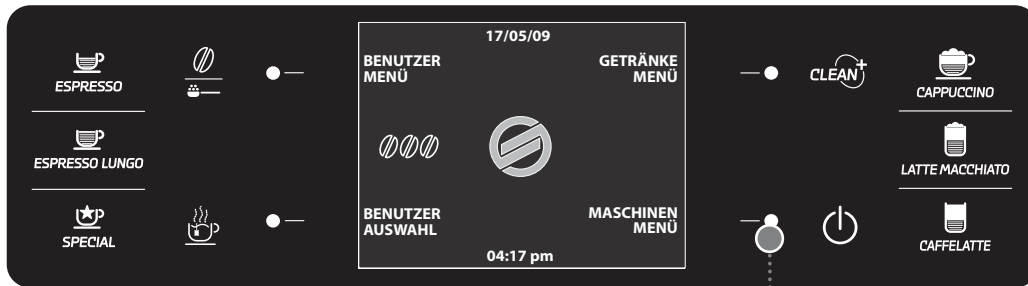 17/05/09
BENUTZER
MENÜ
GETRÄNKE
MENÜ
ESPRESSO
CLEAN+
CAPPUCCINO
ESPRESSO LUNGO
LATTE MACCHIATO
BENUTZER
AUSWAHL
MASCHINEN
MENÜ
SPECIAL
CAFFELATTE
04:17 pm